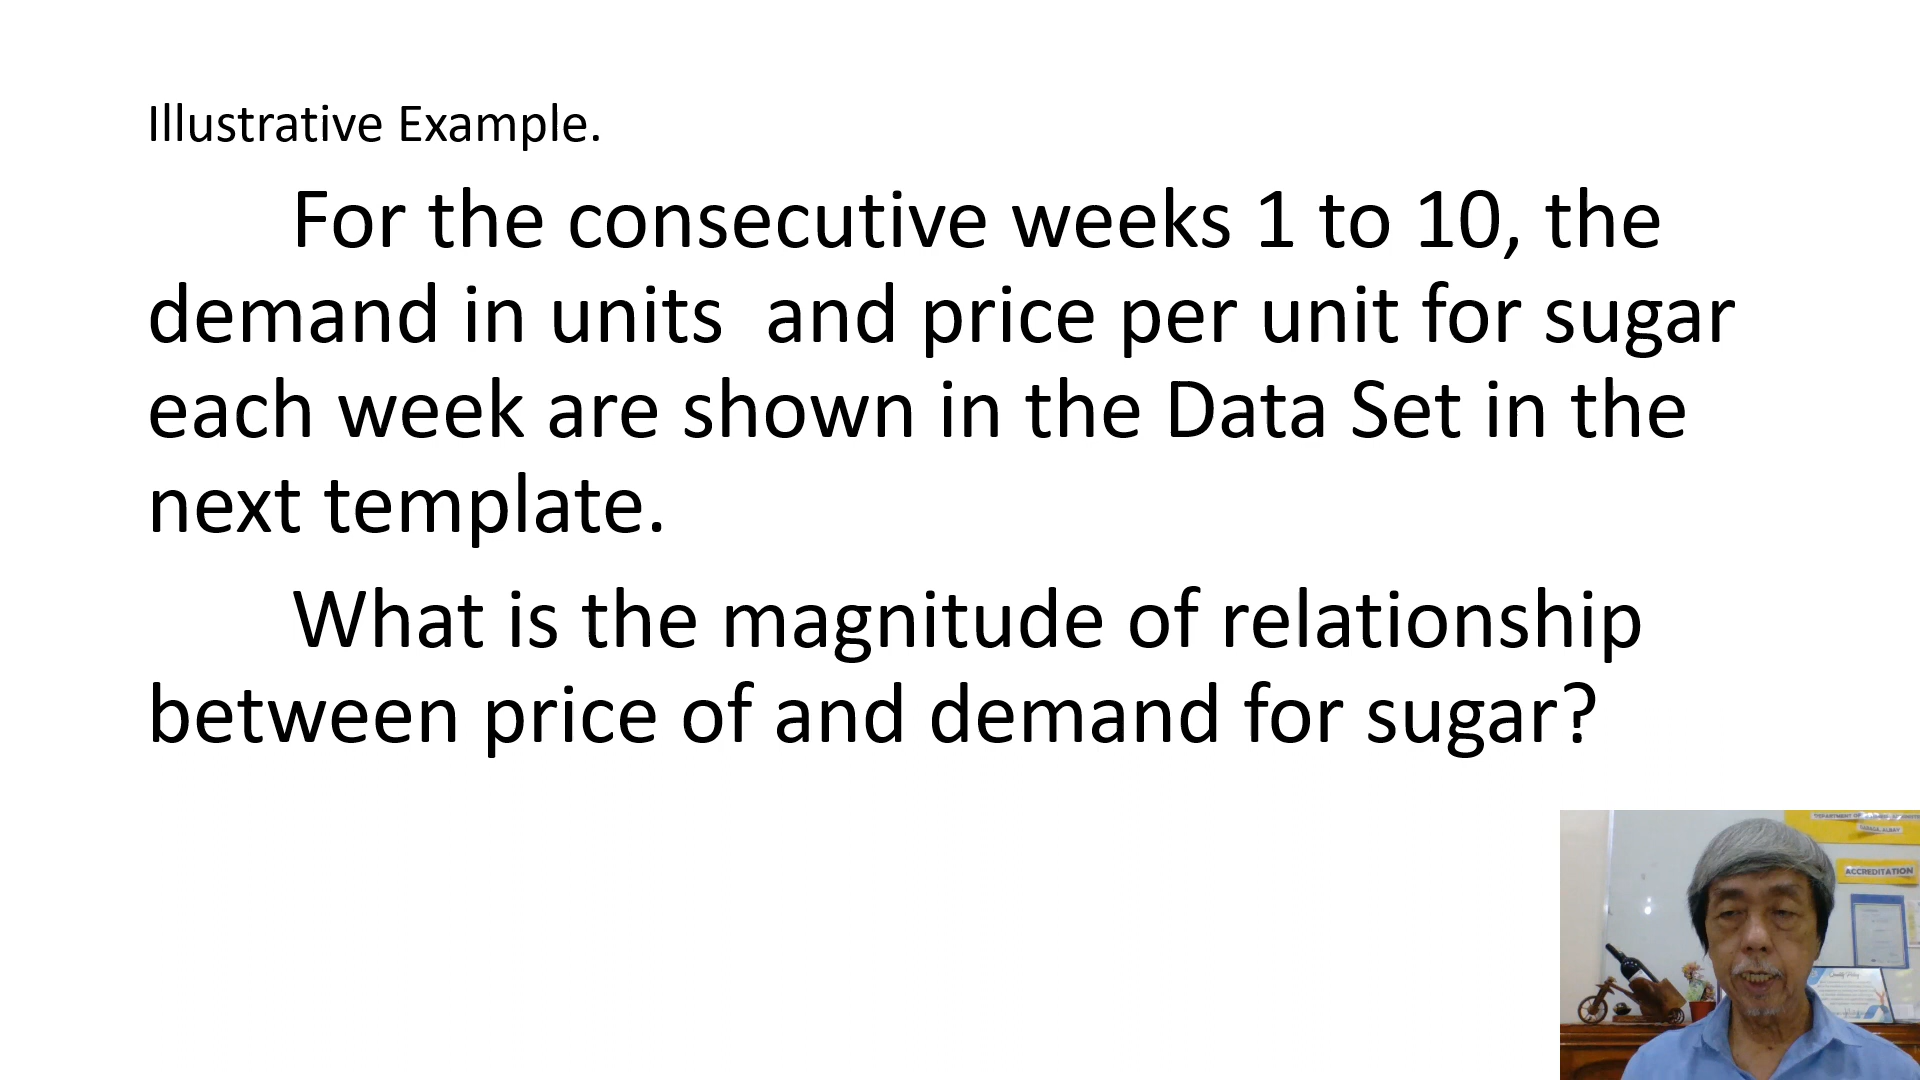 Illustrative Example.
For the consecutive weeks 1 to 10, the
demand in units and price per unit for sugar
each week are shown in the Data Set in the
next template.
What is the magnitude of relationship
between price of and demand for sugar?
ACCREDITATION